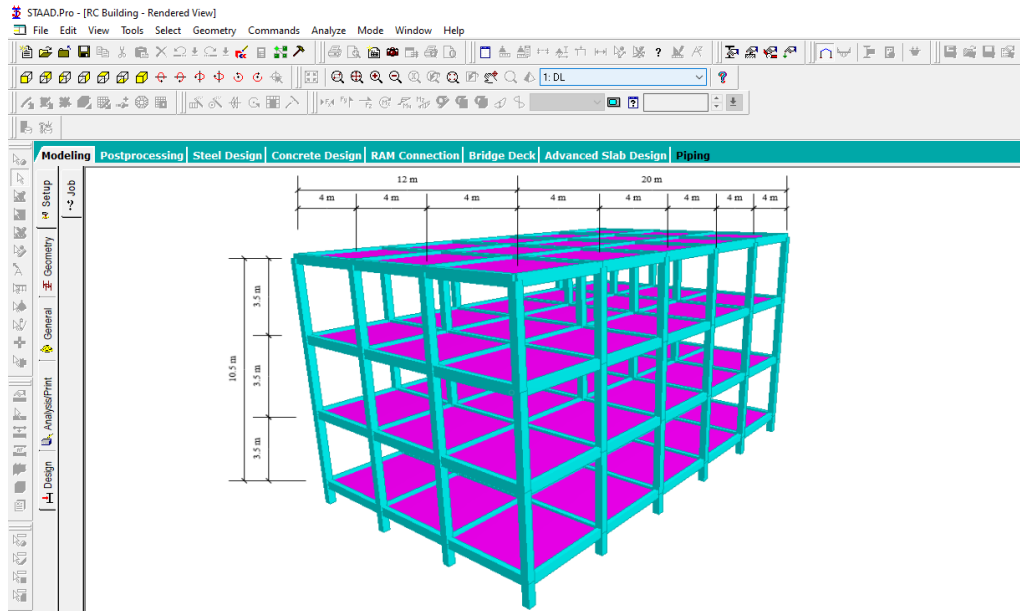 STAAD.Pro - [RC Building - Rendered View]
File Edit View Tools Select Geometry Commands Analyze Mode Window Help
1: DL
Modeling Postprocessing Steel Design Concrete Design RAM Connection Bridge Deck Advanced Slab Design Piping
Setup
Geometry
General
Analysis/Print
Design
Job
12 m 20 m
4 m 4 m 4 m 4 m 4 m 4 m 4 m 4 m
10.5 m
3.5 m
3.5 m
3.5 m